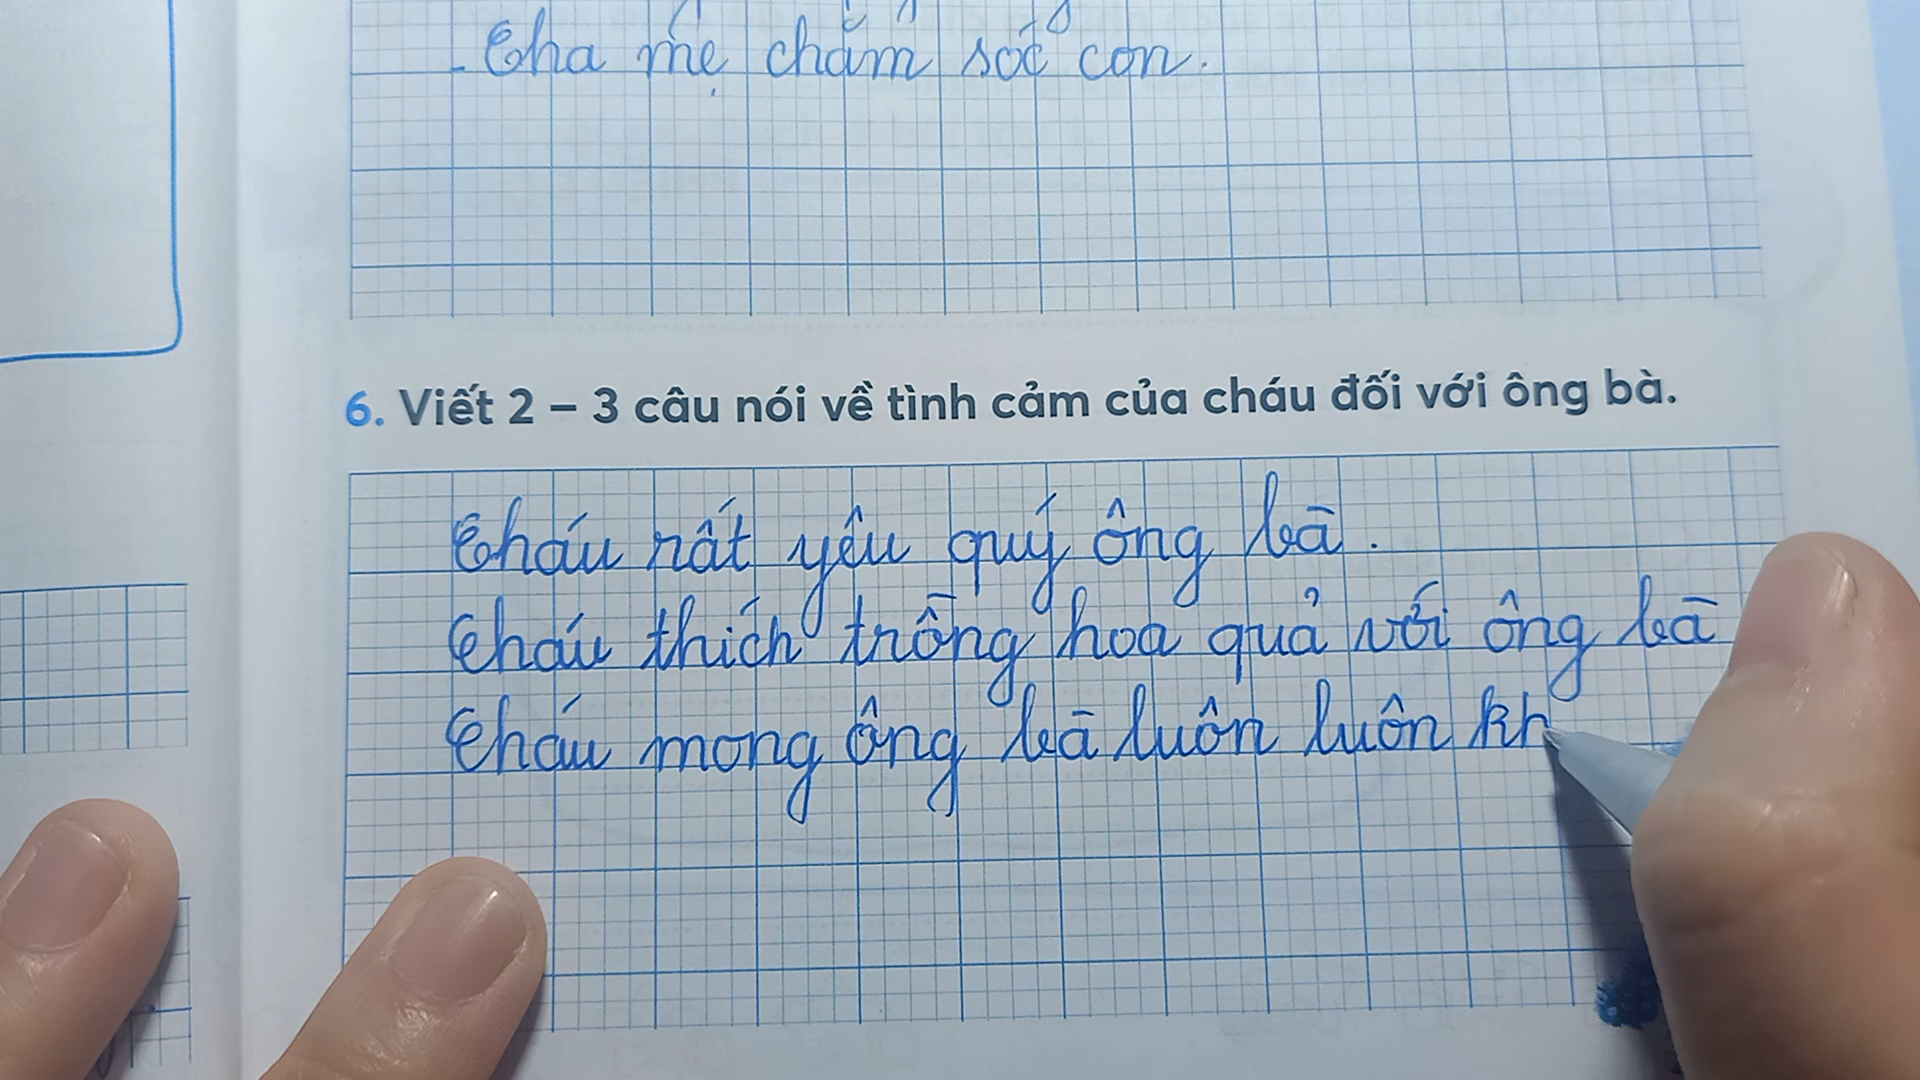 - Cha mẹ chăm sóc con.
6. Viết 2 – 3 câu nói về tình cảm của cháu đối với ông bà.
Cháu rất yêu quý ông bà.
Cháu thích trồng hoa quả với ông bà
Cháu mong ông bà luôn luôn kh